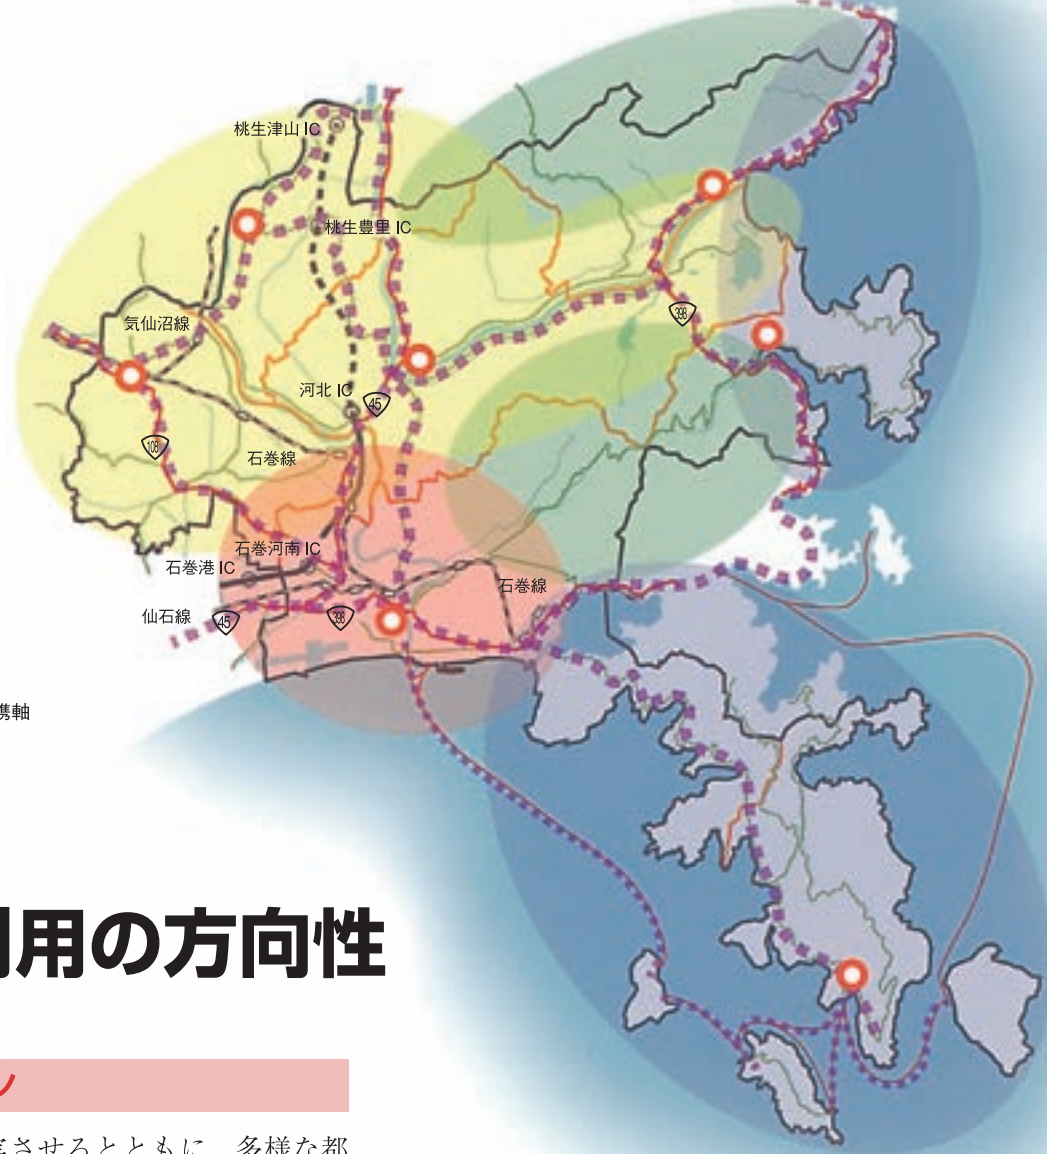 桃生津山 IC
桃生豊里 IC
気仙沼線
398
河北 IC
45
108
石巻線
石巻河南 IC
石巻港 IC
石巻線
仙石線
45
398
携軸
用の方向性
ン
させるとともに、多様な都